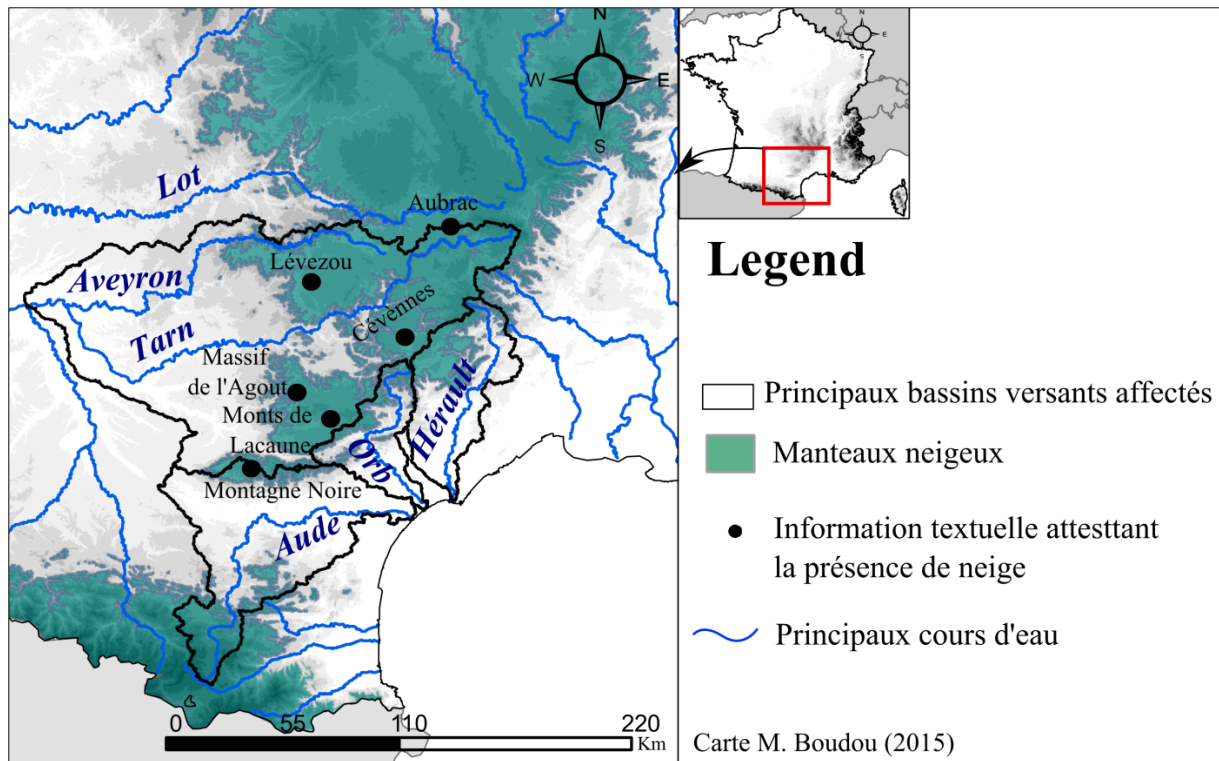 N
W
E
S
Lot
Aubrac
Aveyron
Lévezou
Cévènnes
Tarn
Massif
de l'Agout
Monts de
Lacaune
Hérault
Orb
Montagne Noire
Aude
0 55 110 220
Km
N
E
S
Legend
Principaux bassins versants affectés
Manteaux neigeux
Information textuelle attesttant
la présence de neige
Principaux cours d'eau
Carte M. Boudou (2015)